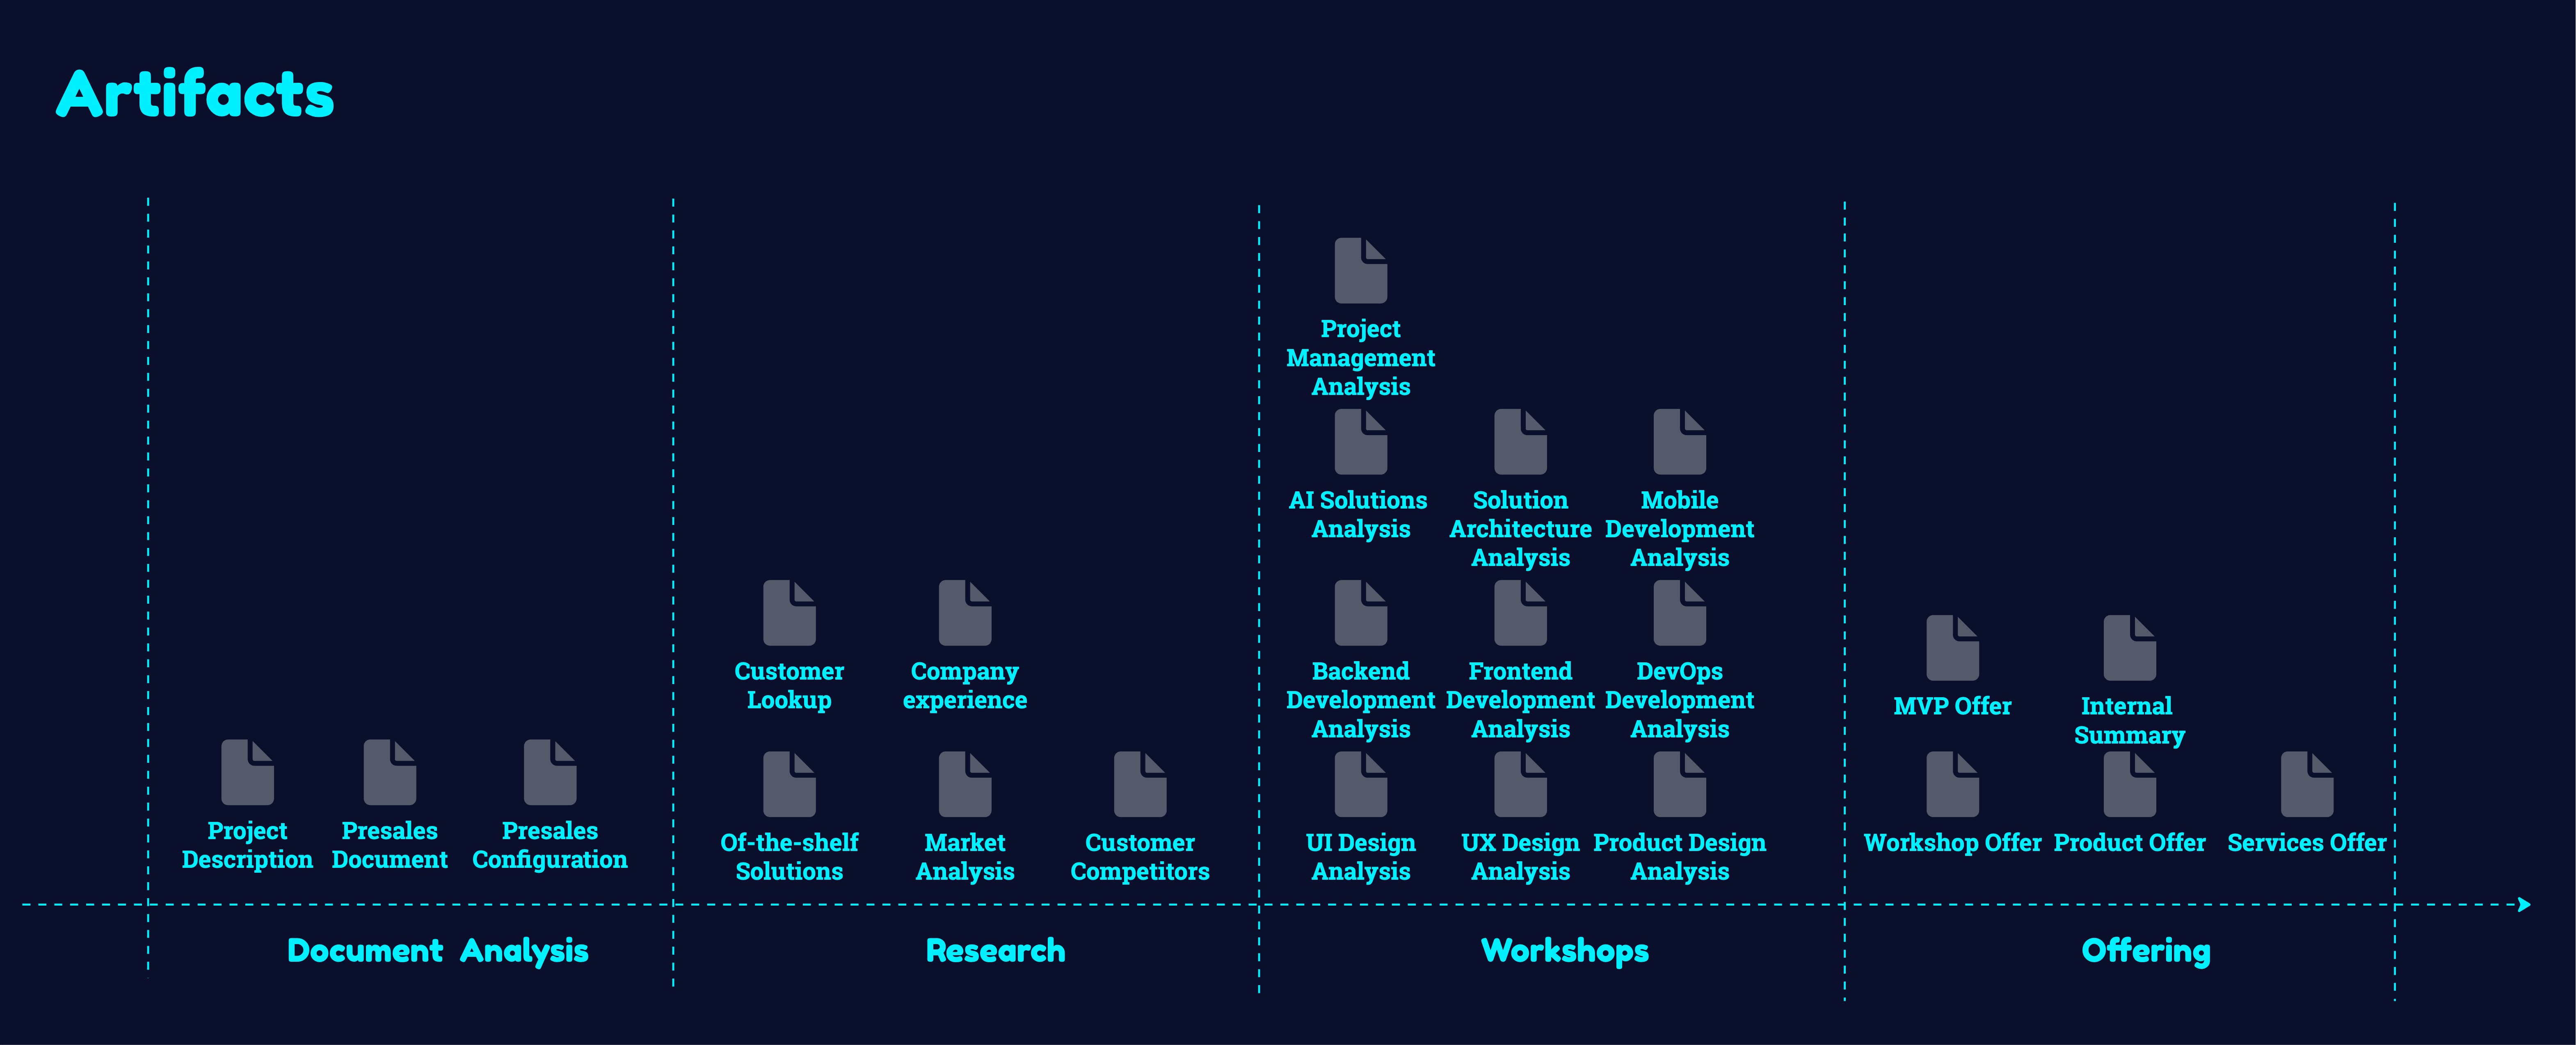 Artifacts
Project
Management
Analysis
AI Solutions
Analysis
Solution
Architecture
Analysis
Mobile
Development
Analysis
Customer
Lookup
Company
experience
Backend
Development
Analysis
Frontend
Development
Analysis
DevOps
Development
Analysis
MVP Offer
Internal
Summary
Project
Description
Presales
Document
Presales
Configuration
Of-the-shelf
Solutions
Market
Analysis
Customer
Competitors
UI Design
Analysis
UX Design
Analysis
Product Design
Analysis
Workshop Offer
Product Offer
Services Offer
Document Analysis
Research
Workshops
Offering